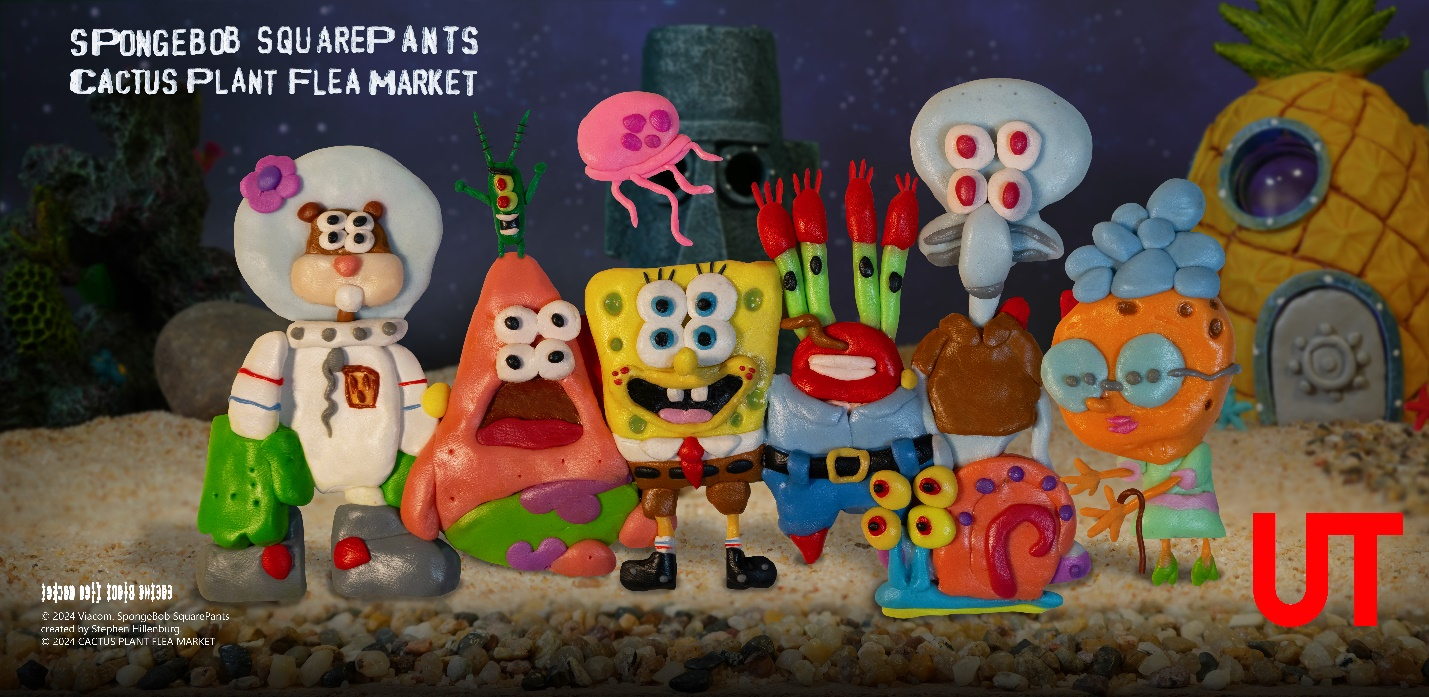 SPONGEBOB SQUAREPANTS
CACTUS PLANT FLEA MARKET
UT
© 2024 Viacom. SpongeBob SquarePants
created by Stephen Hillenburg
© 2024 CACTUS PLANT FLEA MARKET